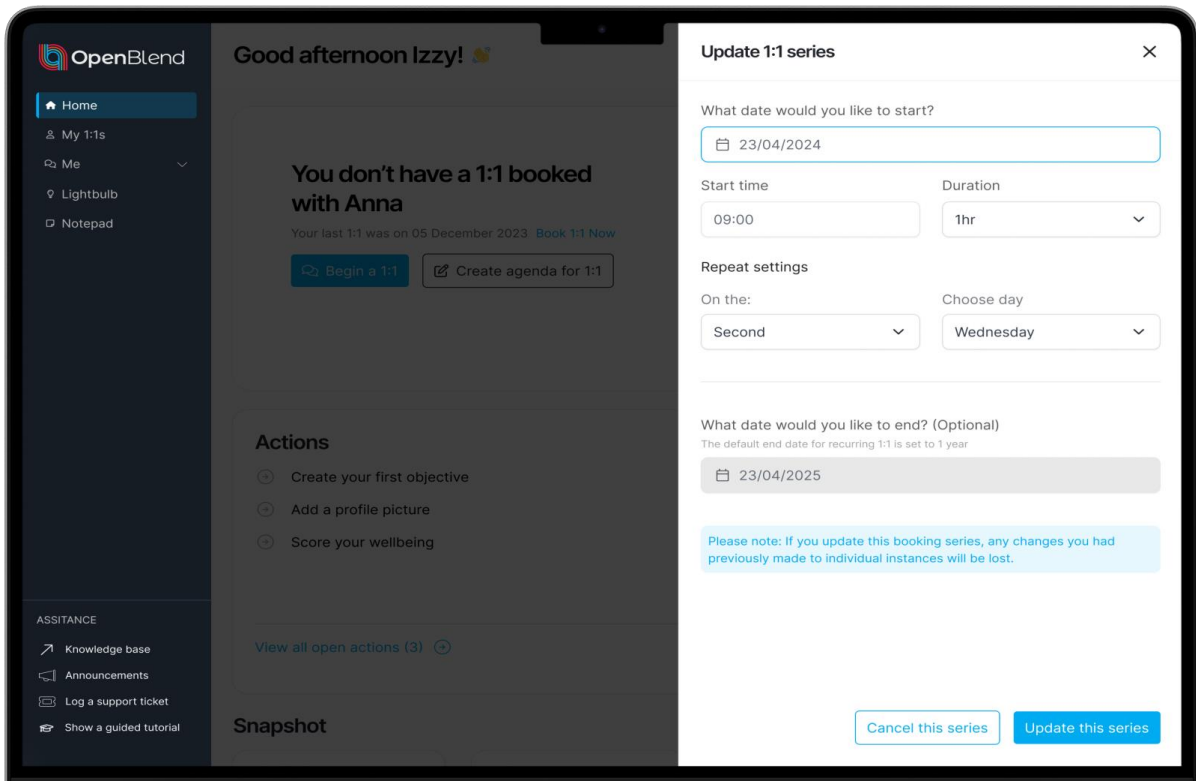 OpenBlend
Home
My 1:1s
Me
Lightbulb
Notepad
ASSITANCE
Knowledge base
Announcements
Log a support ticket
Show a guided tutorial
Good afternoon Izzy!
You don't have a 1:1 booked
with Anna
Your last 1:1 was on 05 December 2023 Book 1:1 Now
Begin a 1:1
Create agenda for 1:1
Actions
Create your first objective
Add a profile picture
Score your wellbeing
View all open actions (3)
Snapshot
Update 1:1 series
What date would you like to start?
23/04/2024
Start time
Duration
09:00
1hr
Repeat settings
On the:
Choose day
Second
Wednesday
What date would you like to end? (Optional)
The default end date for recurring 1:1 is set to 1 year
23/04/2025
Please note: If you update this booking series, any changes you had
previously made to individual instances will be lost.
Cancel this series
Update this series